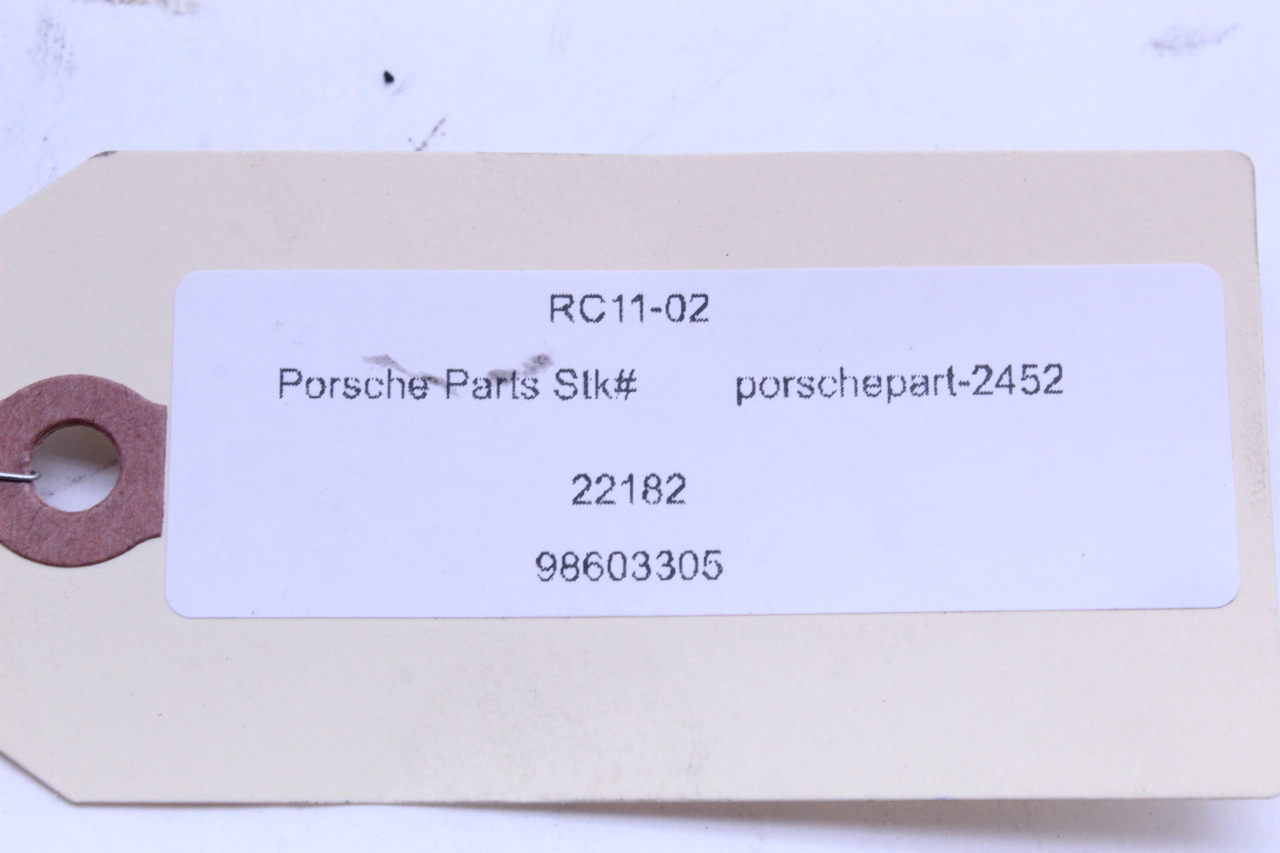 RC11-02
Porsche Parts Stk# porschepart-2452
22182
98603305